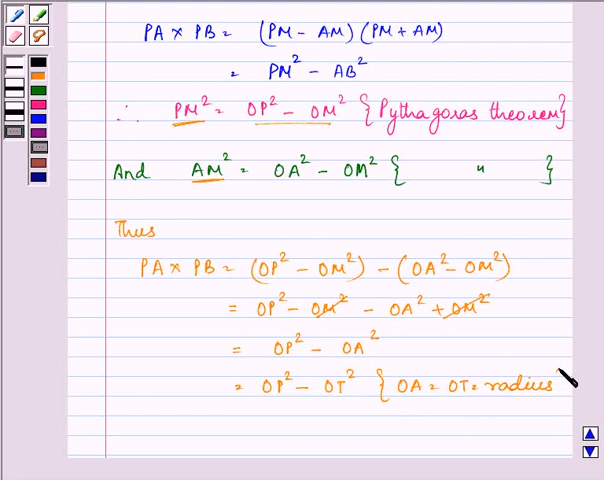 PA × PB = (PM - AM) (PM + AM)
= PM² - AB²
∴ PM² = OP² - OM² {Pythagoras theorem}
And AM² = OA² - OM² { " }
Thus
PA × PB = (OP² - OM²) - (OA² - OM²)
= OP² - OM² - OA² + OM²
= OP² - OA²
= OP² - OT² { OA = OT = radius